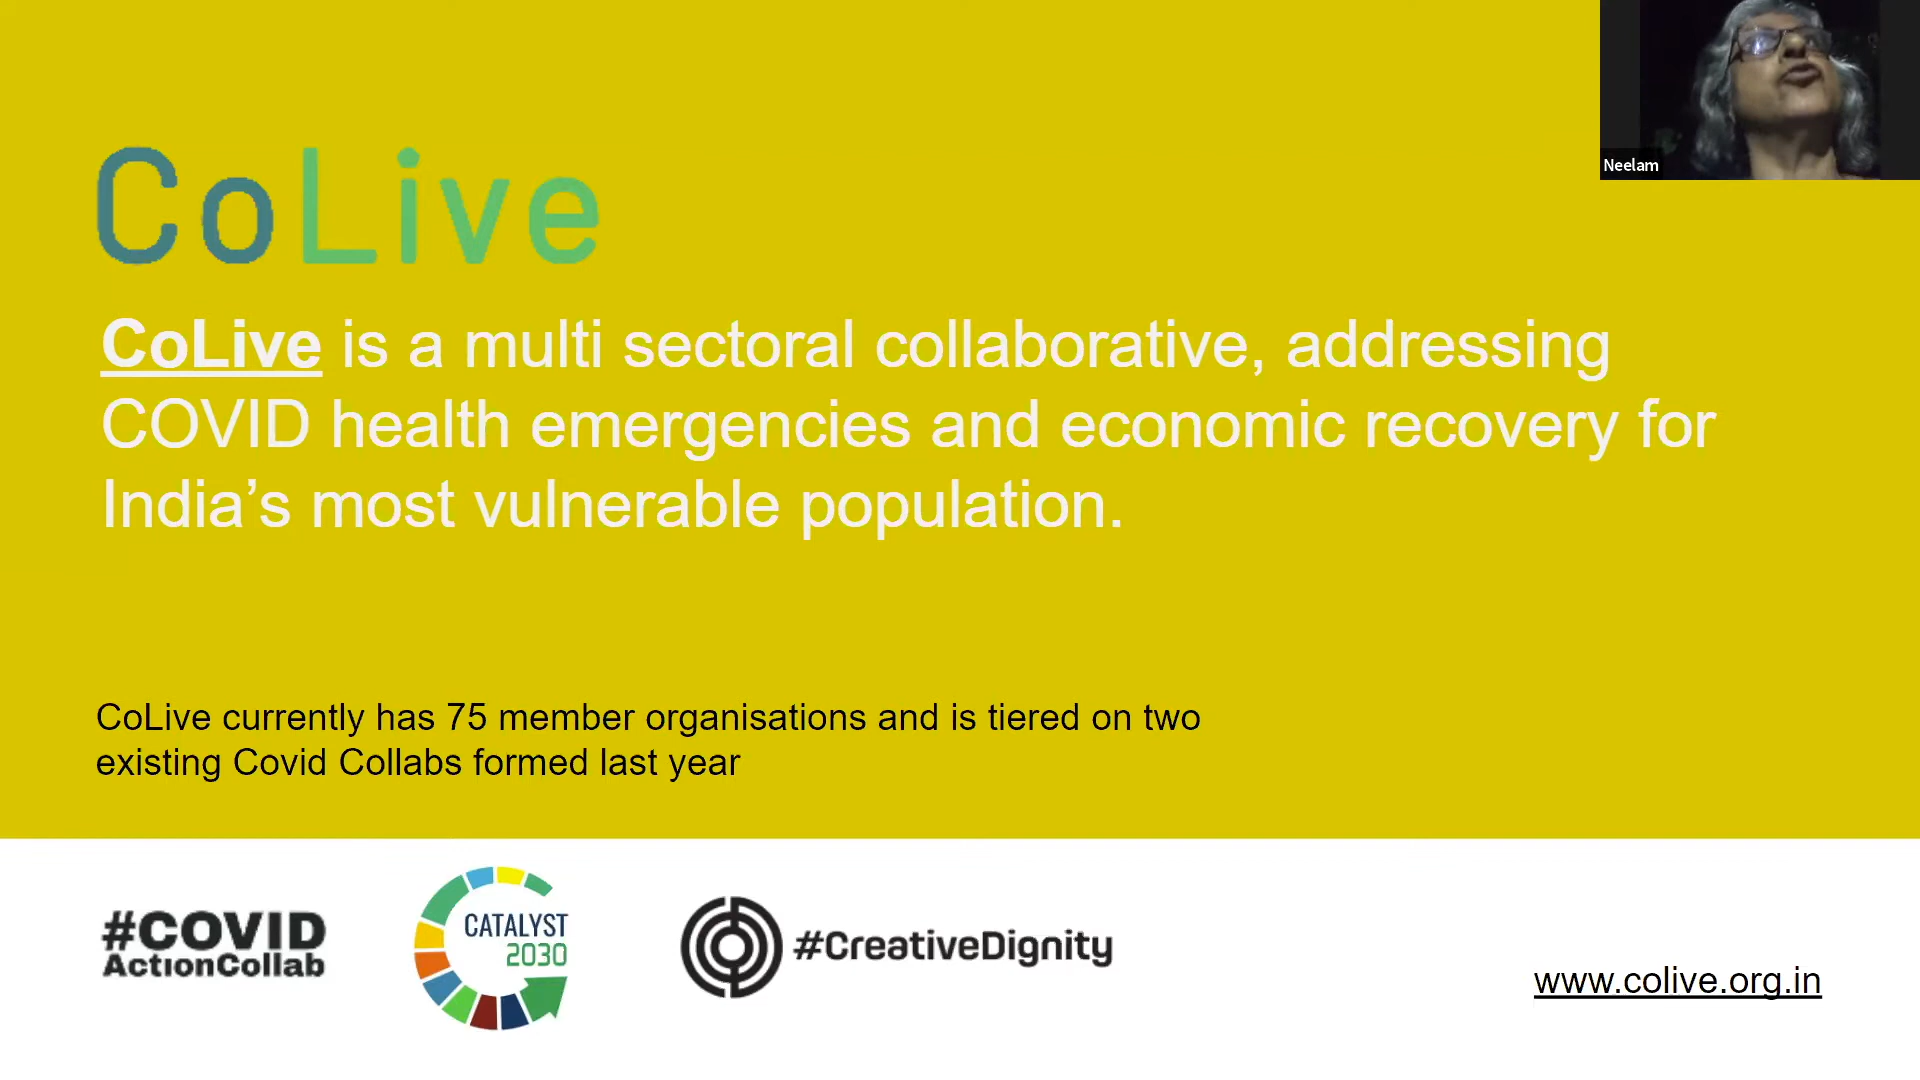 Neelam
CoLive
CoLive is a multi sectoral collaborative, addressing
COVID health emergencies and economic recovery for
India’s most vulnerable population.
CoLive currently has 75 member organisations and is tiered on two
existing Covid Collabs formed last year
#COVID
ActionCollab
CATALYST
2030
#CreativeDignity
www.colive.org.in